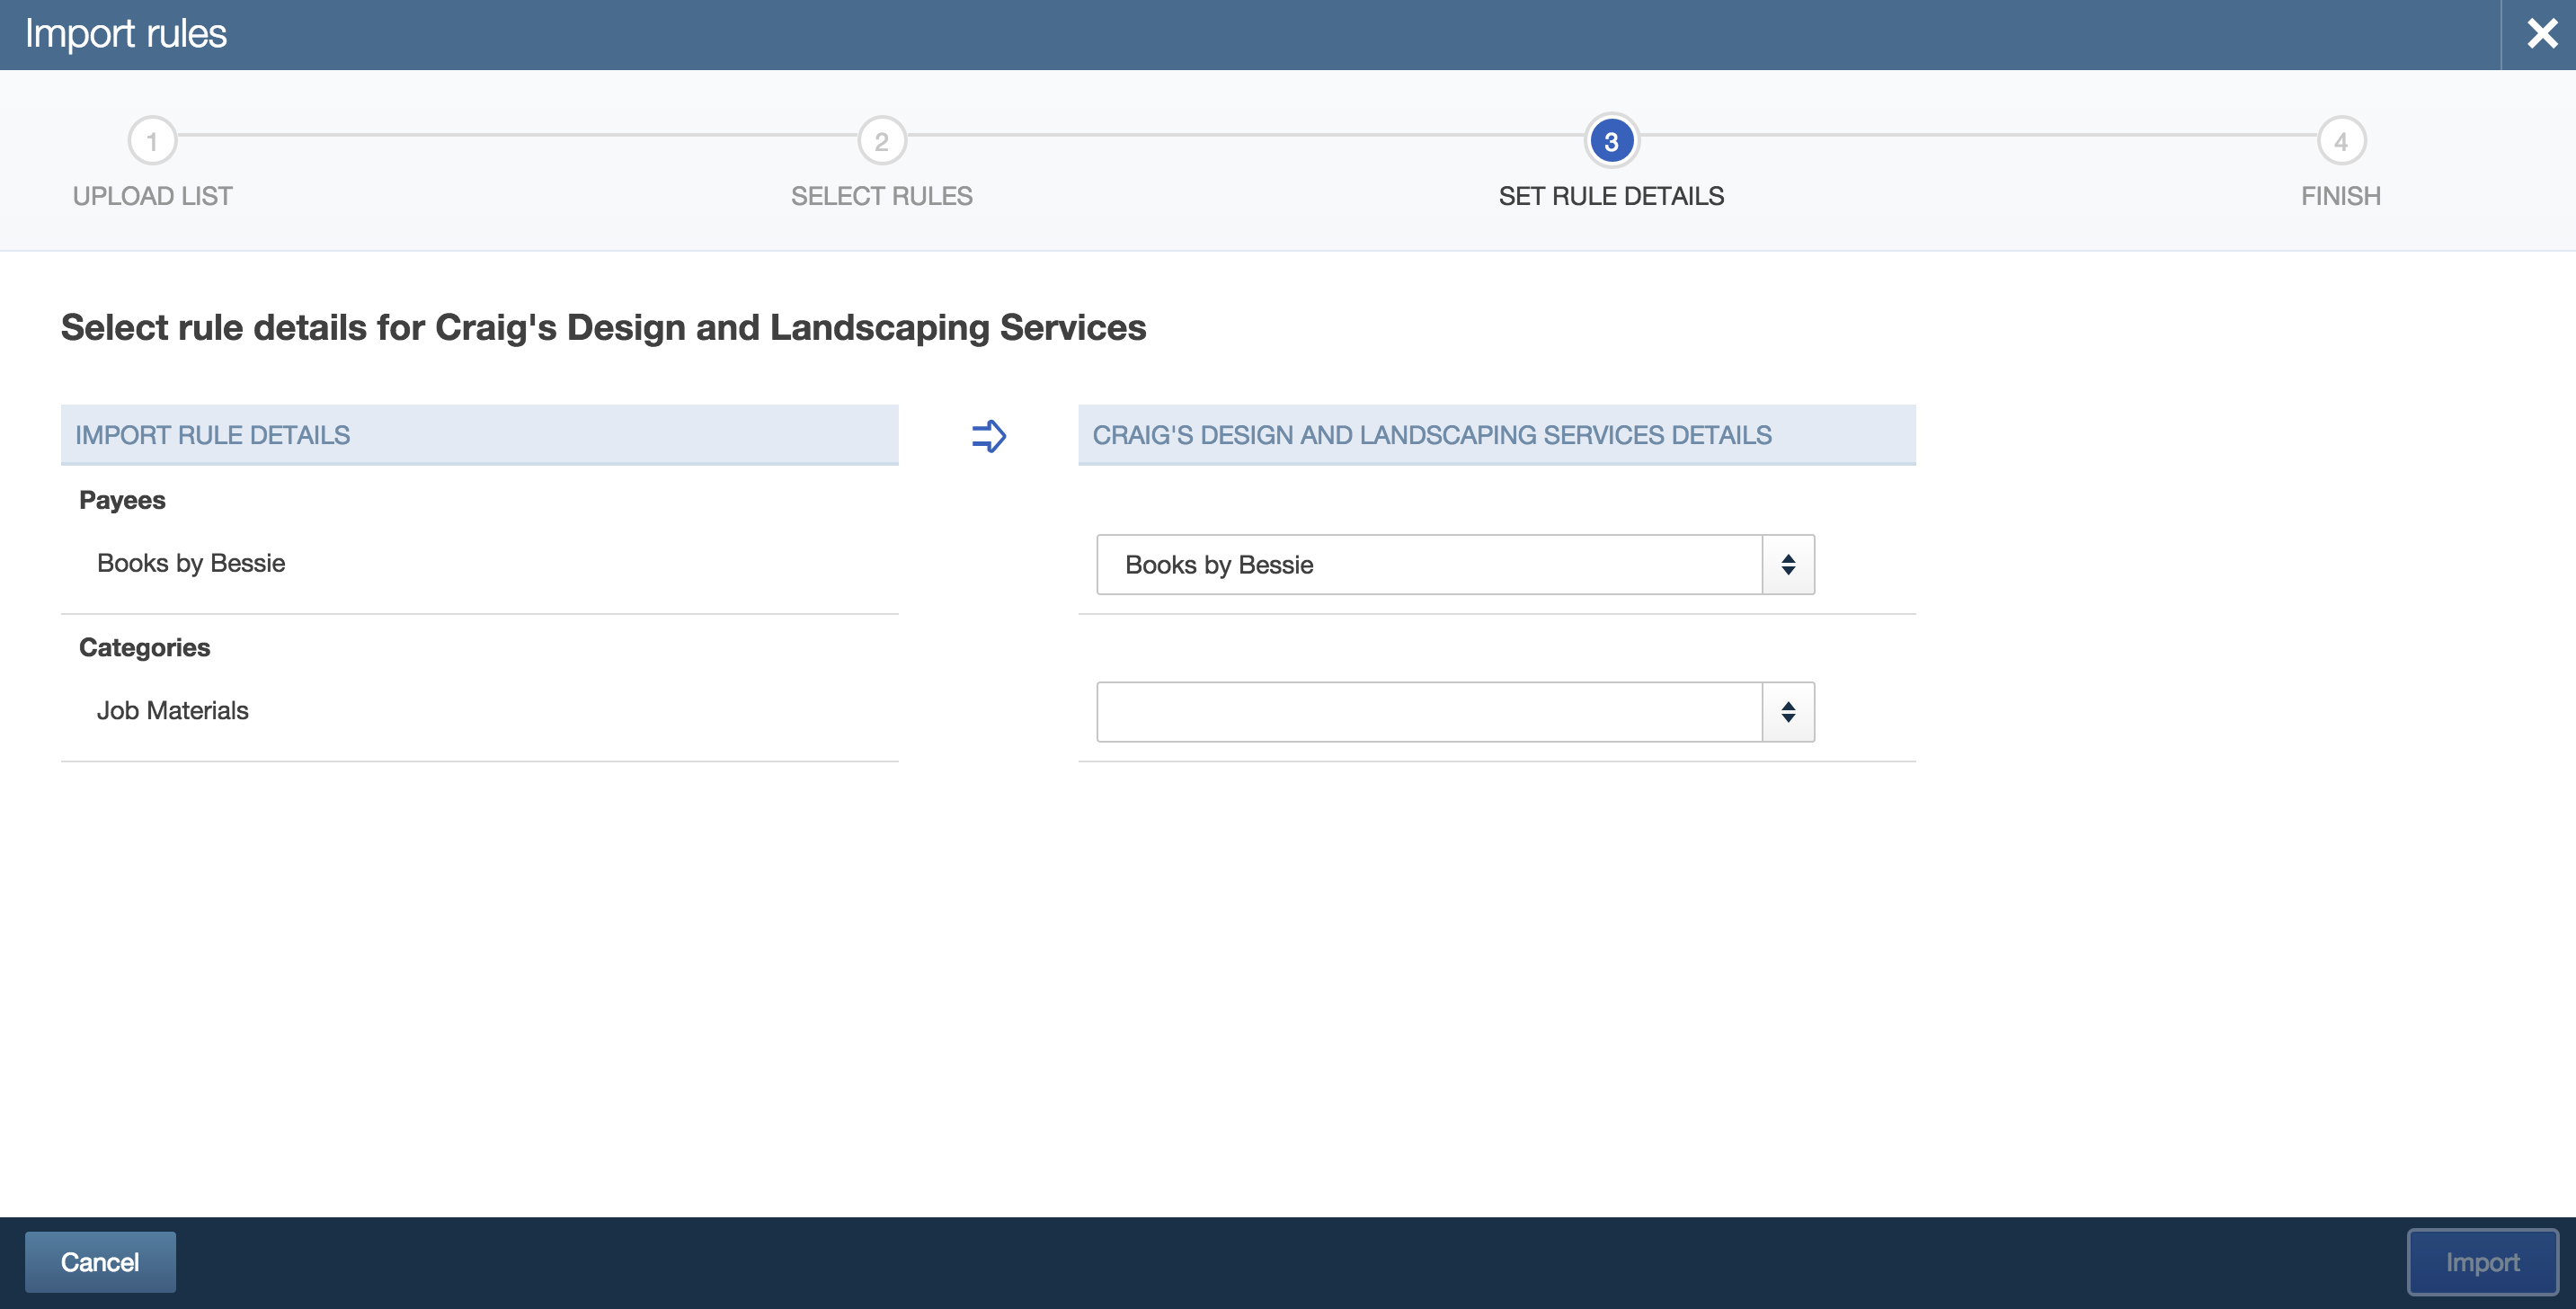 Import rules
1
2
3
4
UPLOAD LIST
SELECT RULES
SET RULE DETAILS
FINISH
Select rule details for Craig's Design and Landscaping Services
IMPORT RULE DETAILS
CRAIG'S DESIGN AND LANDSCAPING SERVICES DETAILS
Payees
Books by Bessie
Books by Bessie
Categories
Job Materials
Cancel
Import